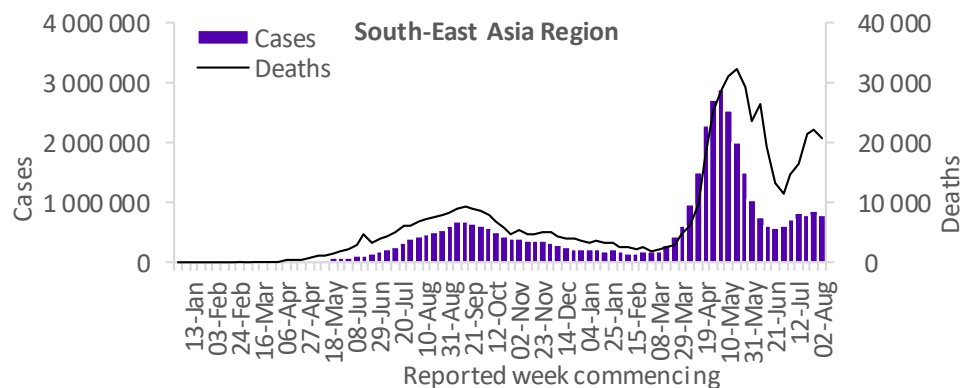 South-East Asia Region
Cases
Deaths
4 000 000
3 000 000
2 000 000
1 000 000
0
Cases
40 000
30 000
20 000
10 000
0
Deaths
13-Jan
03-Feb
24-Feb
16-Mar
06-Apr
27-Apr
18-May
08-Jun
29-Jun
20-Jul
10-Aug
31-Aug
21-Sep
12-Oct
02-Nov
23-Nov
14-Dec
04-Jan
25-Jan
15-Feb
08-Mar
29-Mar
19-Apr
10-May
31-May
21-Jun
12-Jul
02-Aug
Reported week commencing